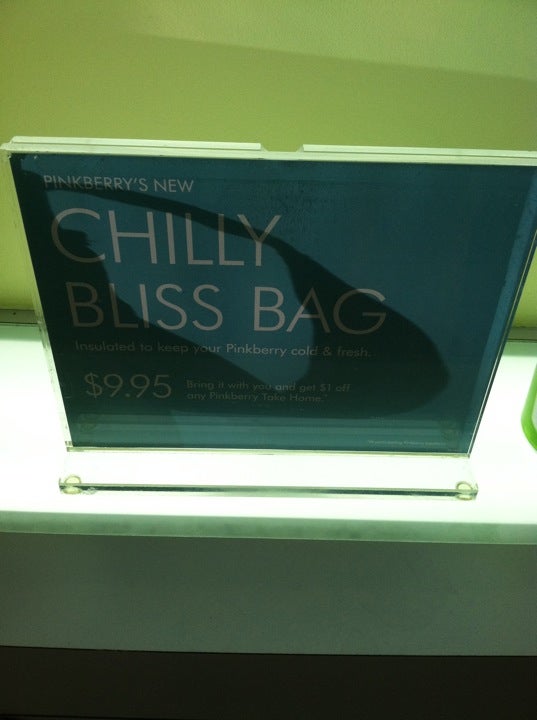 PINKBERRY'S NEW
CHILLY
BLISS BAG
Insulated to keep your Pinkberry cold & fresh.
$9.95 Bring it with you and get $1 off
any Pinkberry Take Home.*